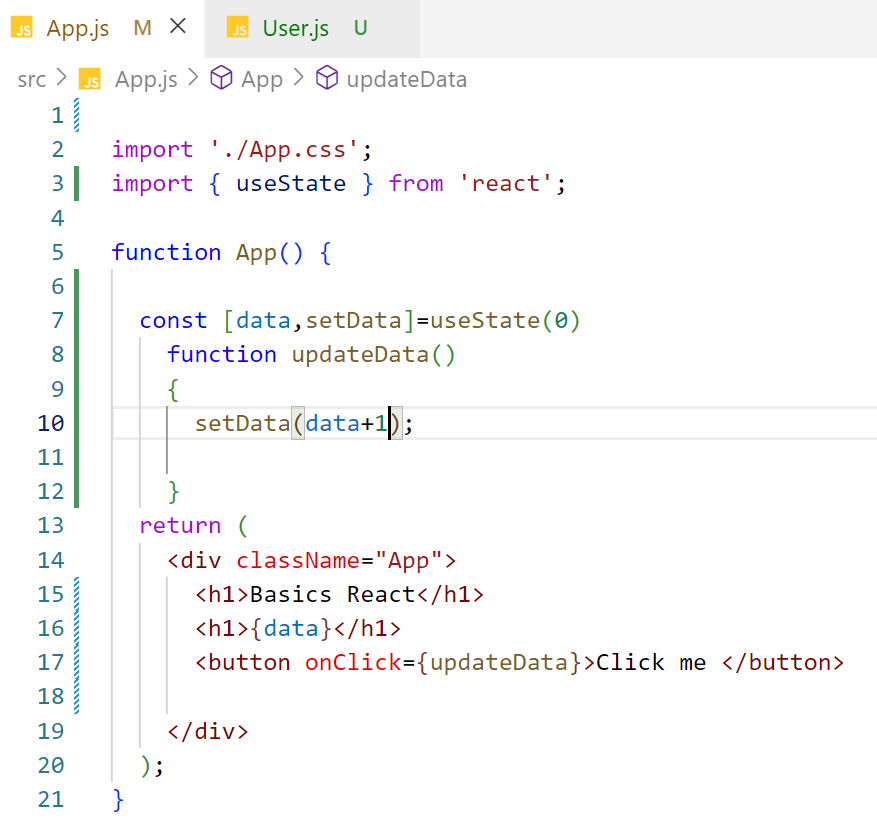 JS App.js M JS User.js U
src JS App.js App updateData
1
2 import './App.css';
3 import { useState } from 'react';
4
5 function App() {
6
7 const [data,setData]=useState(0)
8 function updateData()
9 {
10 setData(data+1);
11
12 }
13 return (
14 <div className="App">
15 <h1>Basics React</h1>
16 <h1>{data}</h1>
17 <button onClick={updateData}>Click me </button>
18
19 </div>
20 );
21 }